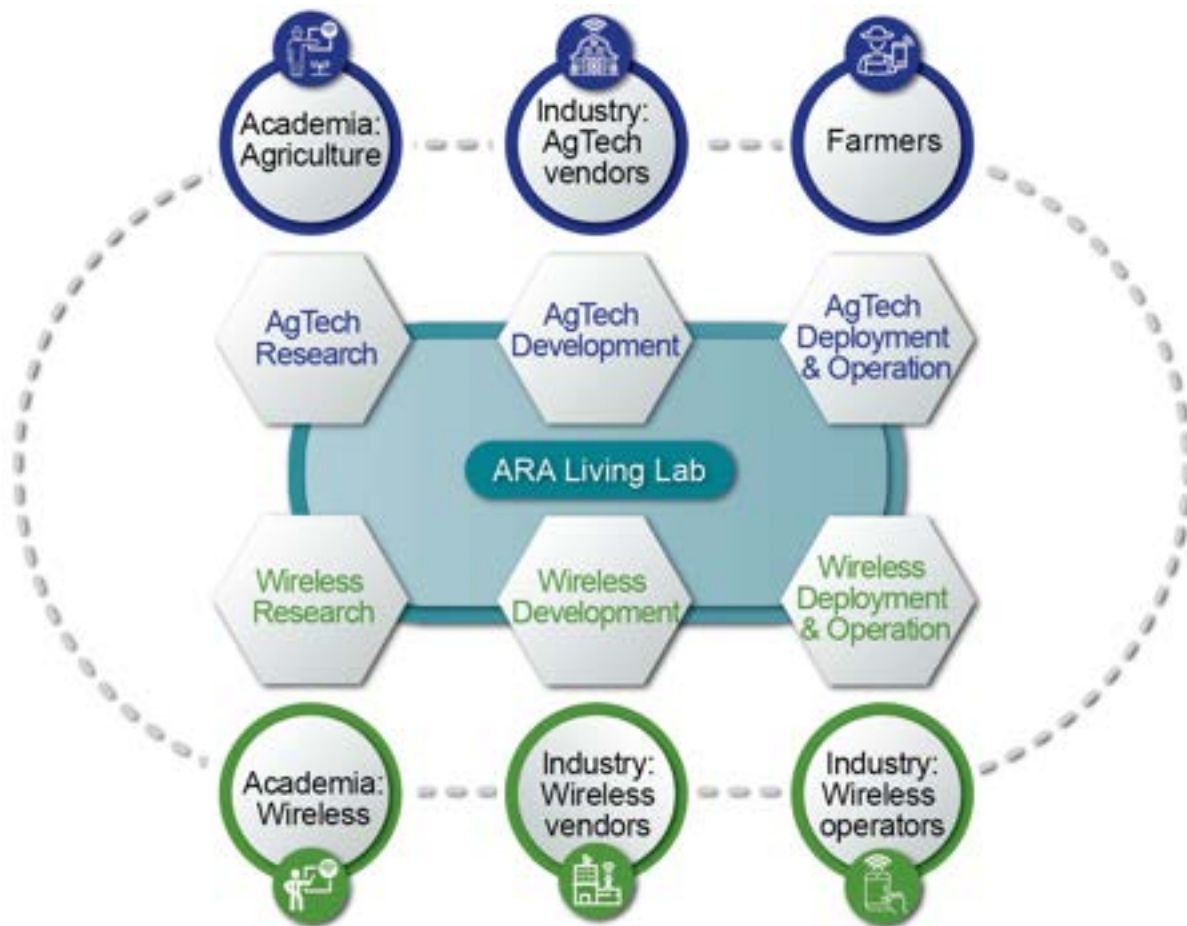 Academia:
Agriculture
Industry:
AgTech
vendors
Farmers
AgTech
Research
AgTech
Development
AgTech
Deployment
& Operation
ARA Living Lab
Wireless
Research
Wireless
Development
Wireless
Deployment
& Operation
Academia:
Wireless
Industry:
Wireless
vendors
Industry:
Wireless
operators